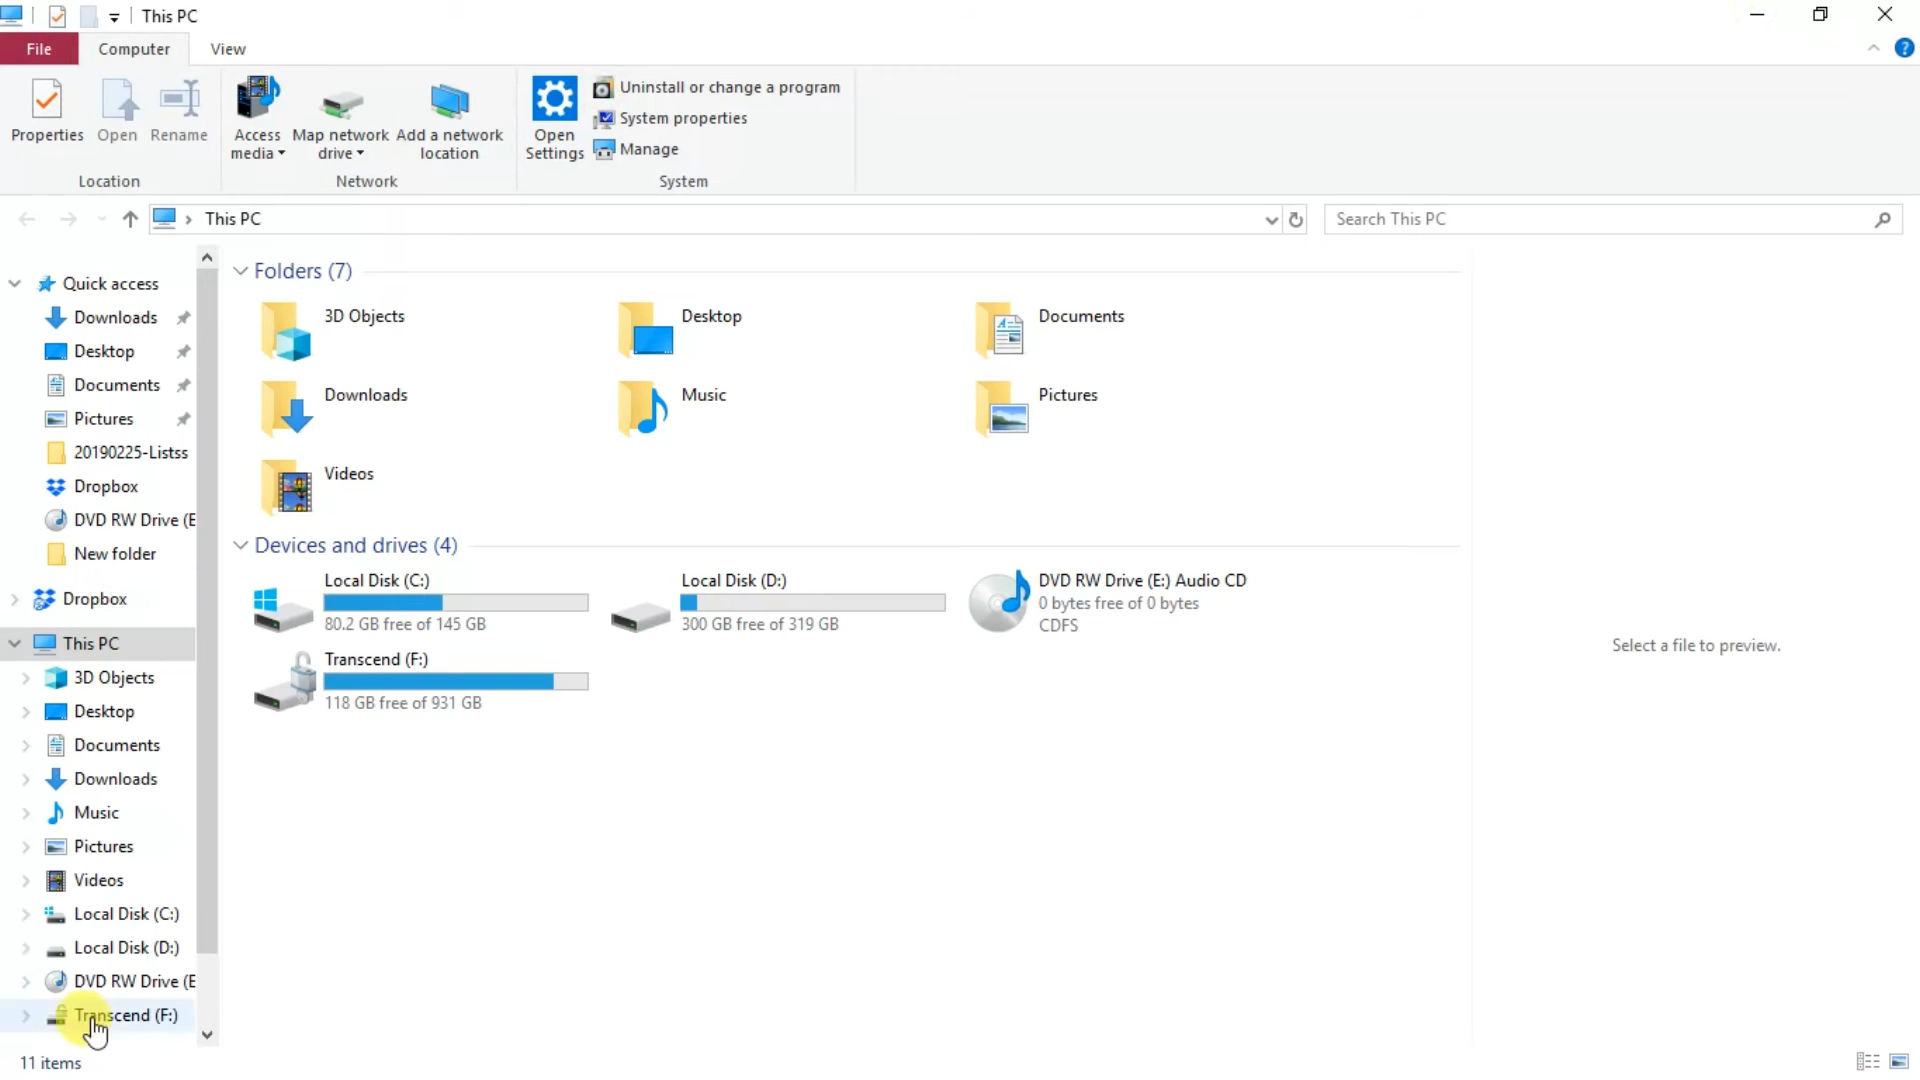 This PC
File
Computer
View
Properties
Open
Rename
Access
media
Map network
drive
Add a network
location
Open
Settings
Uninstall or change a program
System properties
Manage
Location
Network
System
This PC
Search This PC
Quick access
Downloads
Desktop
Documents
Pictures
20190225-Listss
Dropbox
DVD RW Drive (E
New folder
Dropbox
This PC
3D Objects
Desktop
Documents
Downloads
Music
Pictures
Videos
Local Disk (C:)
Local Disk (D:)
DVD RW Drive (E
Transcend (F:)
Folders (7)
3D Objects
Desktop
Documents
Downloads
Music
Pictures
Videos
Devices and drives (4)
Local Disk (C:)
80.2 GB free of 145 GB
Local Disk (D:)
300 GB free of 319 GB
DVD RW Drive (E:) Audio CD
0 bytes free of 0 bytes
CDFS
Transcend (F:)
118 GB free of 931 GB
Select a file to preview.
11 items